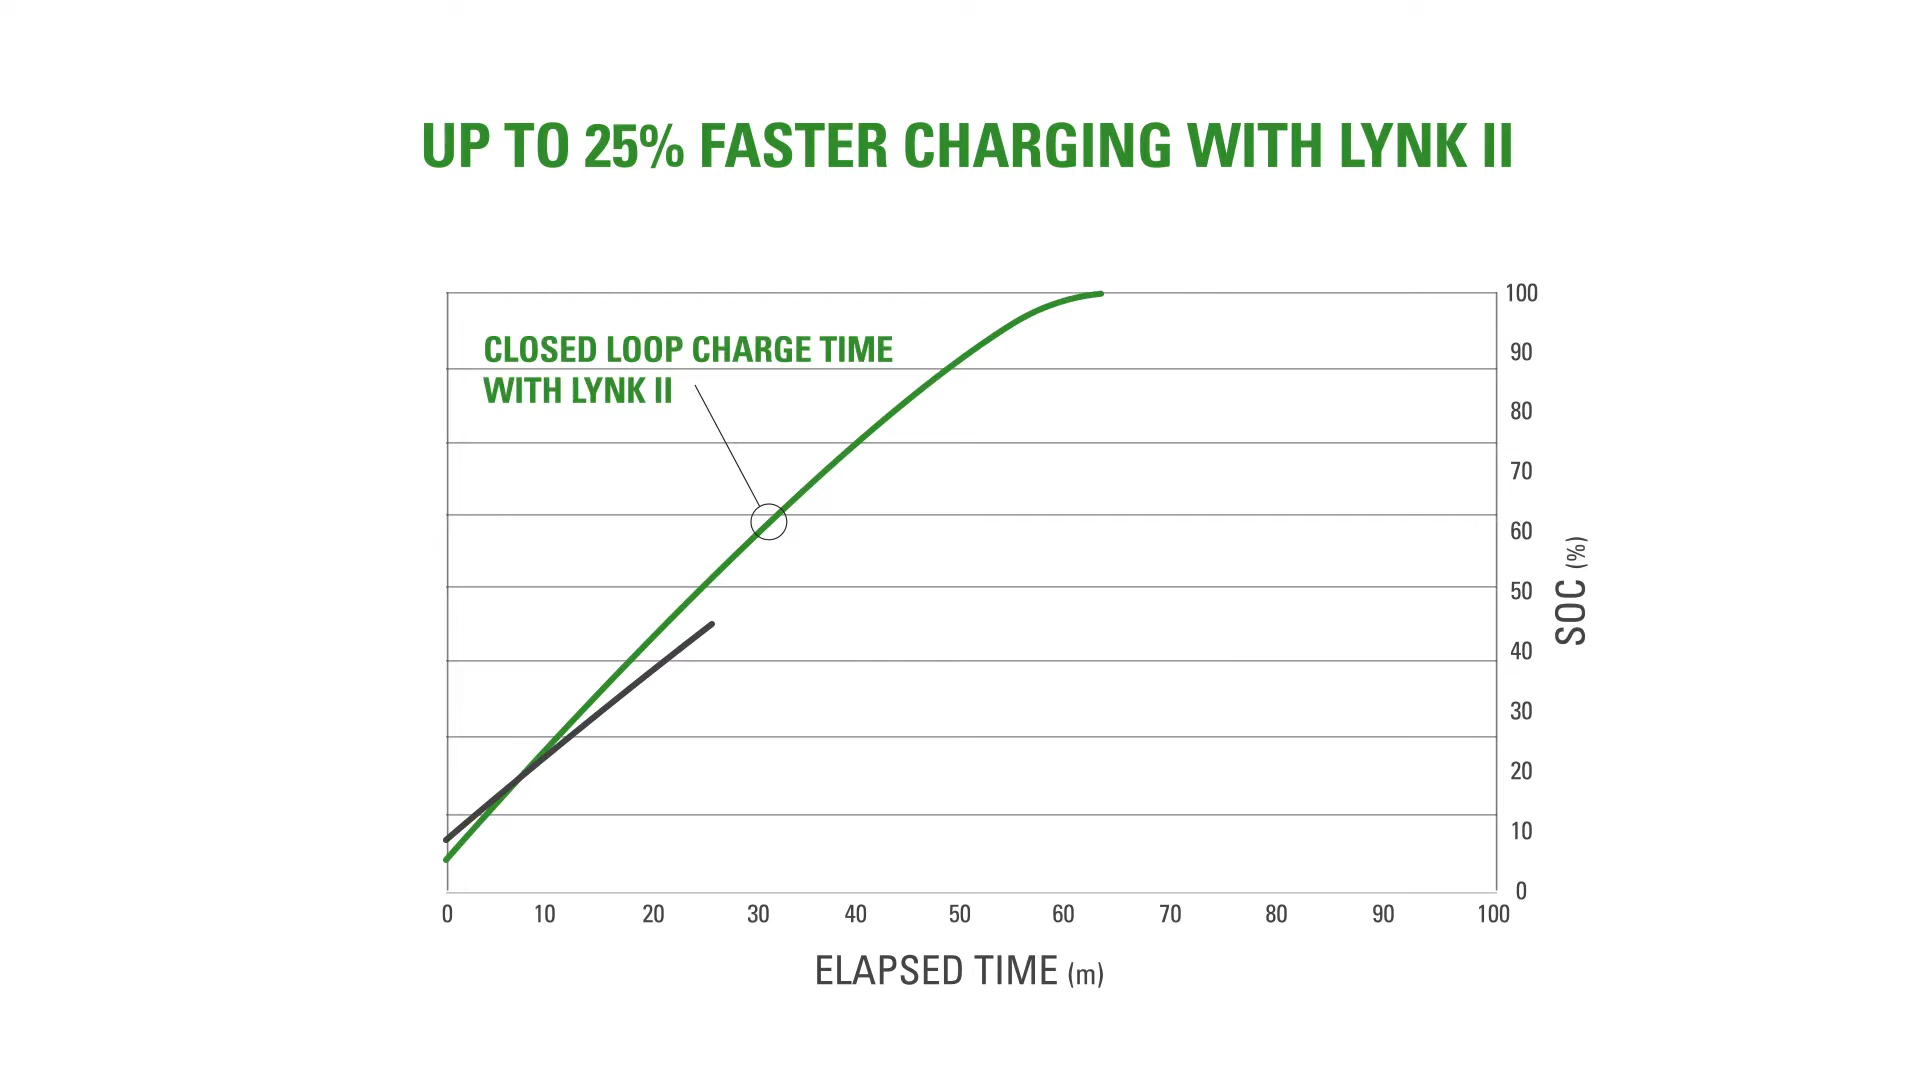 UP TO 25% FASTER CHARGING WITH LYNK II
CLOSED LOOP CHARGE TIME
WITH LYNK II
100
90
80
70
60
50
40
30
20
10
0
SOC (%)
0 10 20 30 40 50 60 70 80 90 100
ELAPSED TIME (m)